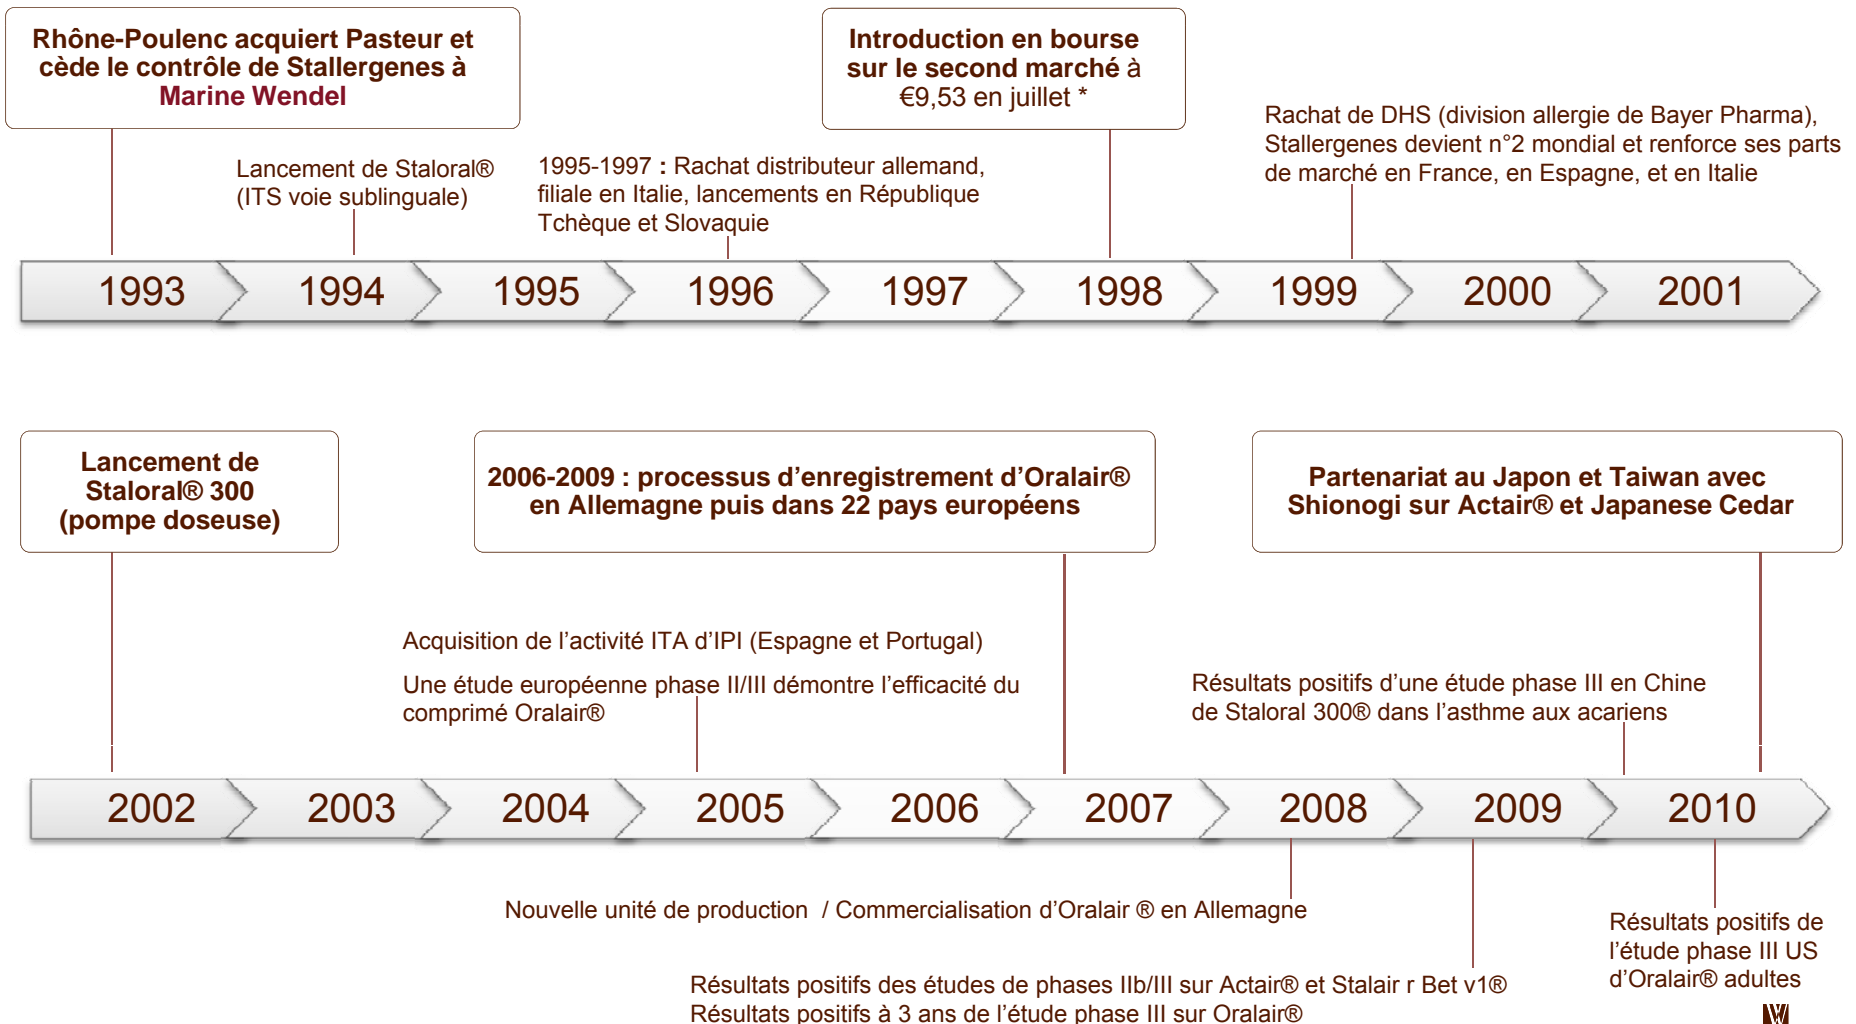 Rhône-Poulenc acquiert Pasteur et
cède le contrôle de Stallergenes à
Marine Wendel
Introduction en bourse
sur le second marché à
€9,53 en juillet *
Lancement de Staloral®
(ITS voie sublinguale)
1995-1997 : Rachat distributeur allemand,
filiale en Italie, lancements en République
Tchèque et Slovaquie
Rachat de DHS (division allergie de Bayer Pharma),
Stallergenes devient n°2 mondial et renforce ses parts
de marché en France, en Espagne, et en Italie
1993 1994 1995 1996 1997 1998 1999 2000 2001
Lancement de
Staloral® 300
(pompe doseuse)
2006-2009 : processus d’enregistrement d’Oralair®
en Allemagne puis dans 22 pays européens
Partenariat au Japon et Taiwan avec
Shionogi sur Actair® et Japanese Cedar
Acquisition de l’activité ITA d’IPI (Espagne et Portugal)
Une étude européenne phase II/III démontre l’efficacité du
comprimé Oralair®
Résultats positifs d’une étude phase III en Chine
de Staloral 300® dans l’asthme aux acariens
2002 2003 2004 2005 2006 2007 2008 2009 2010
Nouvelle unité de production / Commercialisation d’Oralair ® en Allemagne
Résultats positifs de
l’étude phase III US
d’Oralair® adultes
Résultats positifs des études de phases IIb/III sur Actair® et Stalair r Bet v1®
Résultats positifs à 3 ans de l’étude phase III sur Oralair®
W